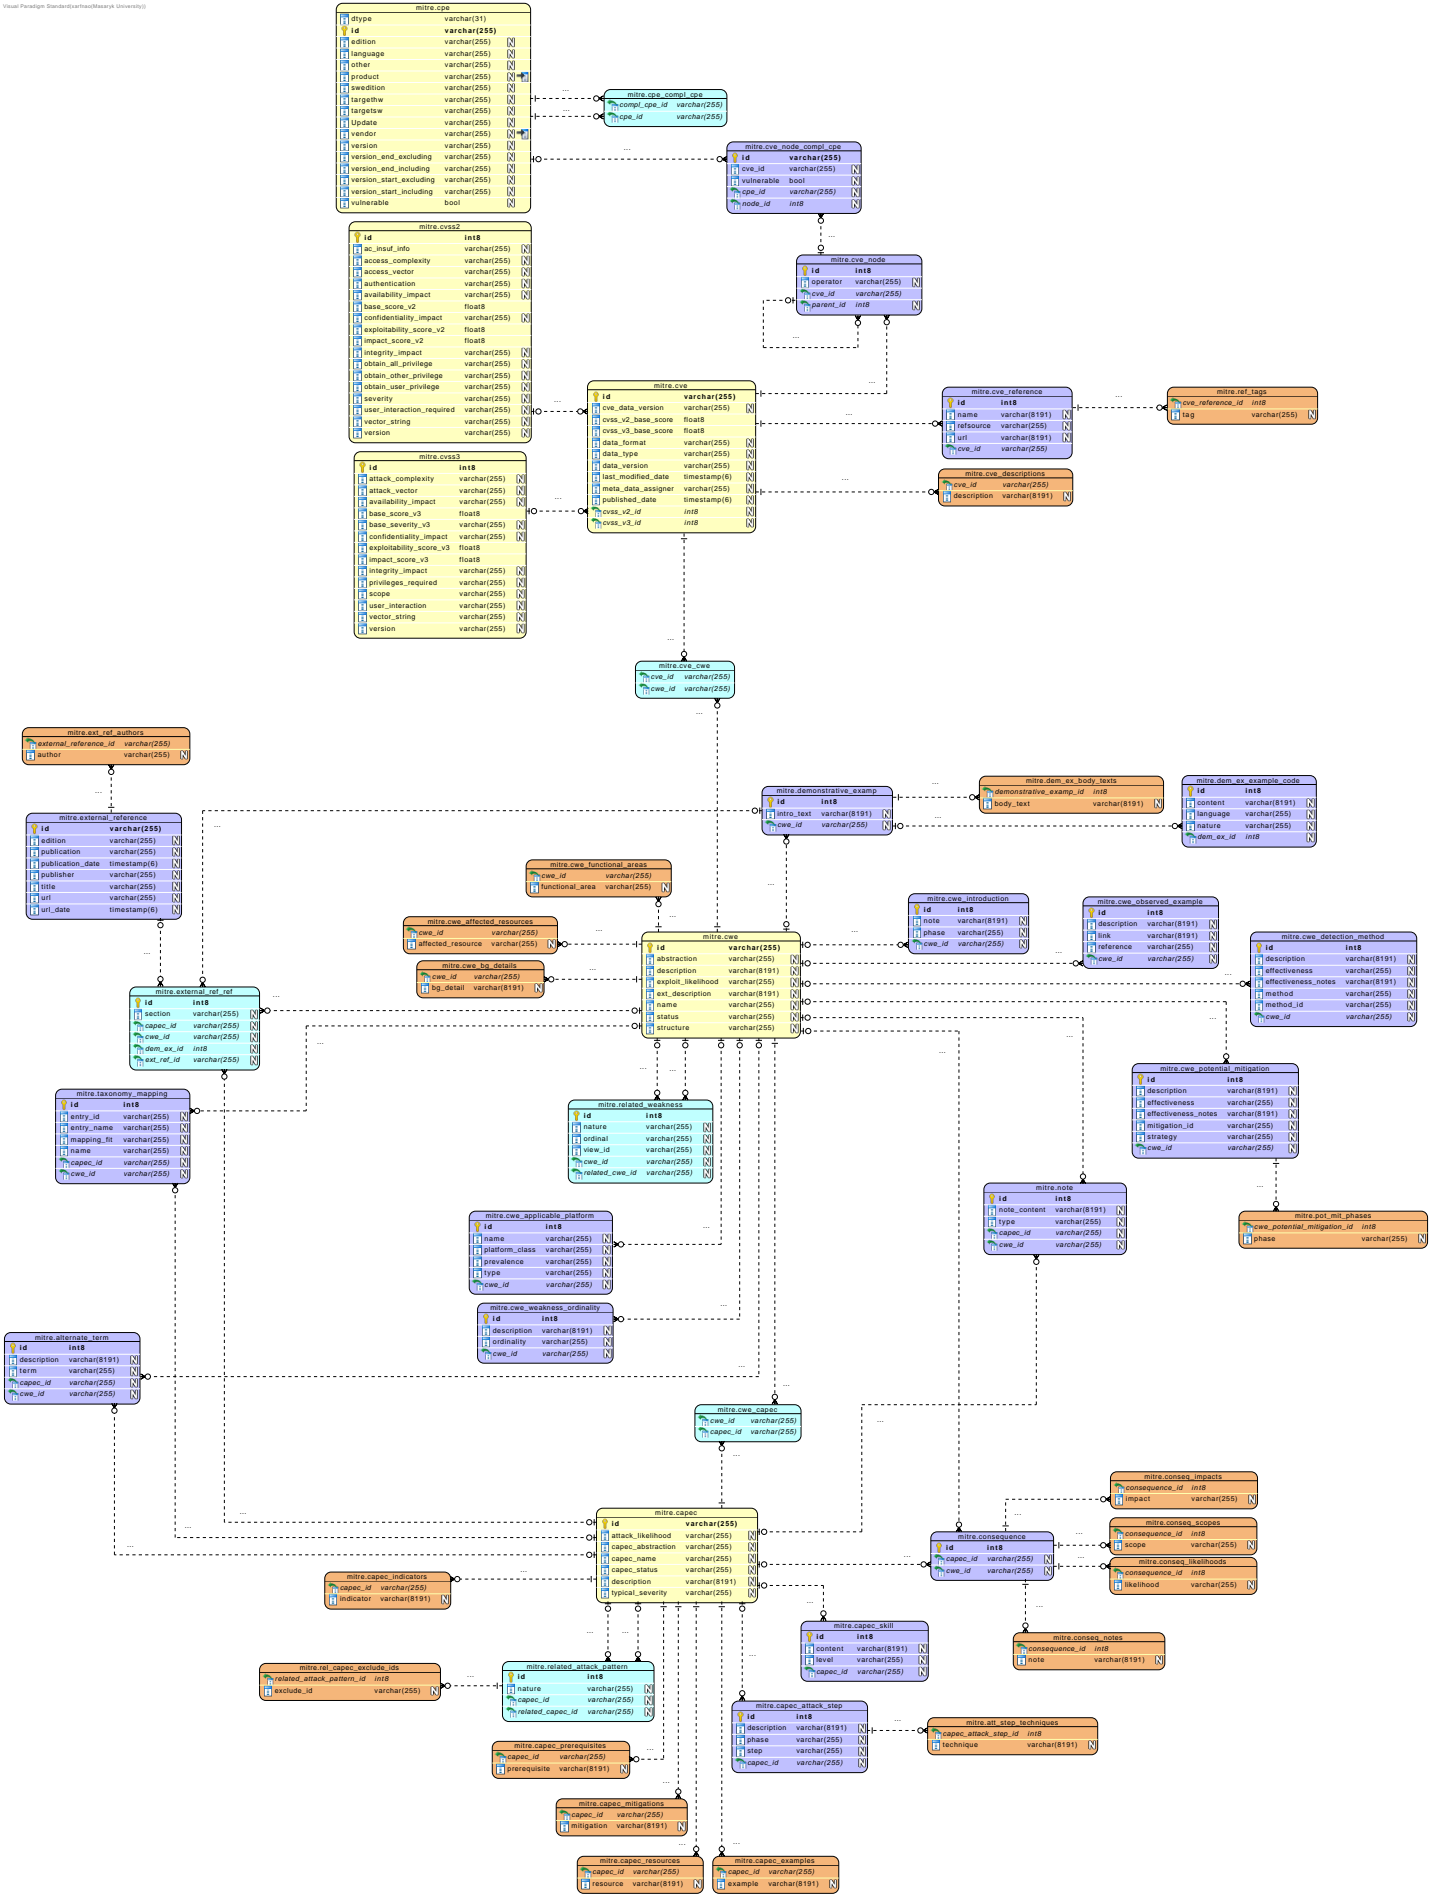 Visual Paradigm Standard(varhso(Masaryk University))
mitre.cpe
dtype varchar(31)
id varchar(255)
edition varchar(255) N
language varchar(255) N
other varchar(255) N
product varchar(255) N
swedition varchar(255) N
targethw varchar(255) N
targetsw varchar(255) N
Update varchar(255) N
vendor varchar(255) N
version varchar(255) N
version_end_excluding varchar(255) N
version_end_including varchar(255) N
version_start_excluding varchar(255) N
version_start_including varchar(255) N
vulnerable bool N
mitre.cpe_compl_cpe
compl_cpe_id varchar(255)
cpe_id varchar(255)
mitre.cve_node_compl_cpe
id varchar(255)
cve_id varchar(255) N
vulnerable bool N
cpe_id varchar(255) N
node_id int8 N
mitre.cvss2
id int8
ac_insuf_info varchar(255) N
access_complexity varchar(255) N
access_vector varchar(255) N
authentication varchar(255) N
availability_impact varchar(255) N
base_score_v2 float8
confidentiality_impact varchar(255) N
exploitability_score_v2 float8
impact_score_v2 float8
integrity_impact varchar(255) N
obtain_all_privilege varchar(255) N
obtain_other_privilege varchar(255) N
obtain_user_privilege varchar(255) N
severity varchar(255) N
user_interaction_required varchar(255) N
vector_string varchar(255) N
version varchar(255) N
mitre.cve_node
id int8
operator varchar(255) N
cve_id varchar(255)
parent_id int8 N
mitre.cve
id varchar(255)
cve_data_version varchar(255) N
cvss_v2_base_score float8
cvss_v3_base_score float8
data_format varchar(255) N
data_type varchar(255) N
data_version varchar(255) N
last_modified_date timestamp(6) N
meta_data_assigner varchar(255) N
published_date timestamp(6) N
cvss_v2_id int8 N
cvss_v3_id int8 N
mitre.cve_reference
id int8
name varchar(8191) N
refsource varchar(255) N
url varchar(8191) N
cve_id varchar(255)
mitre.ref_tags
cve_reference_id int8
tag varchar(255) N
mitre.cvss3
id int8
attack_complexity varchar(255) N
attack_vector varchar(255) N
availability_impact varchar(255) N
base_score_v3 float8
base_severity_v3 varchar(255) N
confidentiality_impact varchar(255) N
exploitability_score_v3 float8
impact_score_v3 float8
integrity_impact varchar(255) N
privileges_required varchar(255) N
scope varchar(255) N
user_interaction varchar(255) N
vector_string varchar(255) N
version varchar(255) N
mitre.cve_descriptions
cve_id varchar(255)
description varchar(8191) N
mitre.cve_cwe
cve_id varchar(255)
cwe_id varchar(255)
mitre.ext_ref_authors
external_reference_id varchar(255)
author varchar(255) N
mitre.external_reference
id varchar(255)
edition varchar(255) N
publication varchar(255) N
publication_date timestamp(6) N
publisher varchar(255) N
title varchar(255) N
url varchar(255) N
url_date timestamp(6) N
mitre.demonstrative_examp
id int8
intro_text varchar(8191) N
cwe_id varchar(255) N
mitre.dem_ex_body_texts
demonstrative_examp_id int8
body_text varchar(8191) N
mitre.dem_ex_example_code
id int8
content varchar(8191) N
language varchar(255) N
nature varchar(255) N
dem_ex_id int8 N
mitre.cwe_functional_areas
cwe_id varchar(255)
functional_area varchar(255) N
mitre.cwe_affected_resources
cwe_id varchar(255)
affected_resource varchar(255) N
mitre.cwe_bg_details
cwe_id varchar(255)
bg_detail varchar(8191) N
mitre.cwe
id varchar(255)
abstraction varchar(255) N
description varchar(8191) N
exploit_likelihood varchar(255) N
ext_description varchar(8191) N
name varchar(255) N
status varchar(255) N
structure varchar(255) N
mitre.cwe_introduction
id int8
note varchar(8191) N
phase varchar(255) N
cwe_id varchar(255) N
mitre.cwe_observed_example
id int8
description varchar(8191) N
link varchar(8191) N
reference varchar(255) N
cwe_id varchar(255) N
mitre.cwe_detection_method
id int8
description varchar(8191) N
effectiveness varchar(255) N
effectiveness_notes varchar(8191) N
method varchar(255) N
method_id varchar(255) N
cwe_id varchar(255) N
mitre.external_ref_ref
id int8
section varchar(255) N
capec_id varchar(255) N
cwe_id varchar(255) N
dem_ex_id int8 N
ext_ref_id varchar(255) N
mitre.taxonomy_mapping
id int8
entry_id varchar(255) N
entry_name varchar(255) N
mapping_fit varchar(255) N
name varchar(255) N
capec_id varchar(255) N
cwe_id varchar(255) N
mitre.related_weakness
id int8
nature varchar(255) N
ordinal varchar(255) N
view_id varchar(255) N
cwe_id varchar(255) N
related_cwe_id varchar(255) N
mitre.cwe_potential_mitigation
id int8
description varchar(8191) N
effectiveness varchar(255) N
effectiveness_notes varchar(8191) N
mitigation_id varchar(255) N
strategy varchar(255) N
cwe_id varchar(255) N
mitre.note
id int8
note_content varchar(8191) N
type varchar(255) N
capec_id varchar(255) N
cwe_id varchar(255) N
mitre.pot_mit_phases
cwe_potential_mitigation_id int8
phase varchar(255) N
mitre.cwe_applicable_platform
id int8
name varchar(255) N
platform_class varchar(255) N
prevalence varchar(255) N
type varchar(255) N
cwe_id varchar(255) N
mitre.cwe_weakness_ordinality
id int8
description varchar(8191) N
ordinality varchar(255) N
cwe_id varchar(255) N
mitre.alternate_term
id int8
description varchar(8191) N
term varchar(255) N
capec_id varchar(255) N
cwe_id varchar(255) N
mitre.cwe_capec
cwe_id varchar(255)
capec_id varchar(255)
mitre.capec
id varchar(255)
attack_likelihood varchar(255) N
capec_abstraction varchar(255) N
capec_name varchar(255) N
capec_status varchar(255) N
description varchar(8191) N
typical_severity varchar(255) N
mitre.consequence
id int8
capec_id varchar(255) N
cwe_id varchar(255) N
mitre.conseq_impacts
consequence_id int8
impact varchar(255) N
mitre.conseq_scopes
consequence_id int8
scope varchar(255) N
mitre.conseq_likelihoods
consequence_id int8
likelihood varchar(255) N
mitre.capec_indicators
capec_id varchar(255)
indicator varchar(8191) N
mitre.capec_skill
id int8
content varchar(8191) N
level varchar(255) N
capec_id varchar(255) N
mitre.conseq_notes
consequence_id int8
note varchar(8191) N
mitre.rel_capec_exclude_ids
related_attack_pattern_id int8
exclude_id varchar(255) N
mitre.related_attack_pattern
id int8
nature varchar(255) N
capec_id varchar(255) N
related_capec_id varchar(255) N
mitre.capec_attack_step
id int8
description varchar(8191) N
phase varchar(255) N
step varchar(255) N
capec_id varchar(255) N
mitre.att_step_techniques
capec_attack_step_id int8
technique varchar(8191) N
mitre.capec_prerequisites
capec_id varchar(255)
prerequisite varchar(8191) N
mitre.capec_mitigations
capec_id varchar(255)
mitigation varchar(8191) N
mitre.capec_resources
capec_id varchar(255)
resource varchar(8191) N
mitre.capec_examples
capec_id varchar(255)
example varchar(8191) N